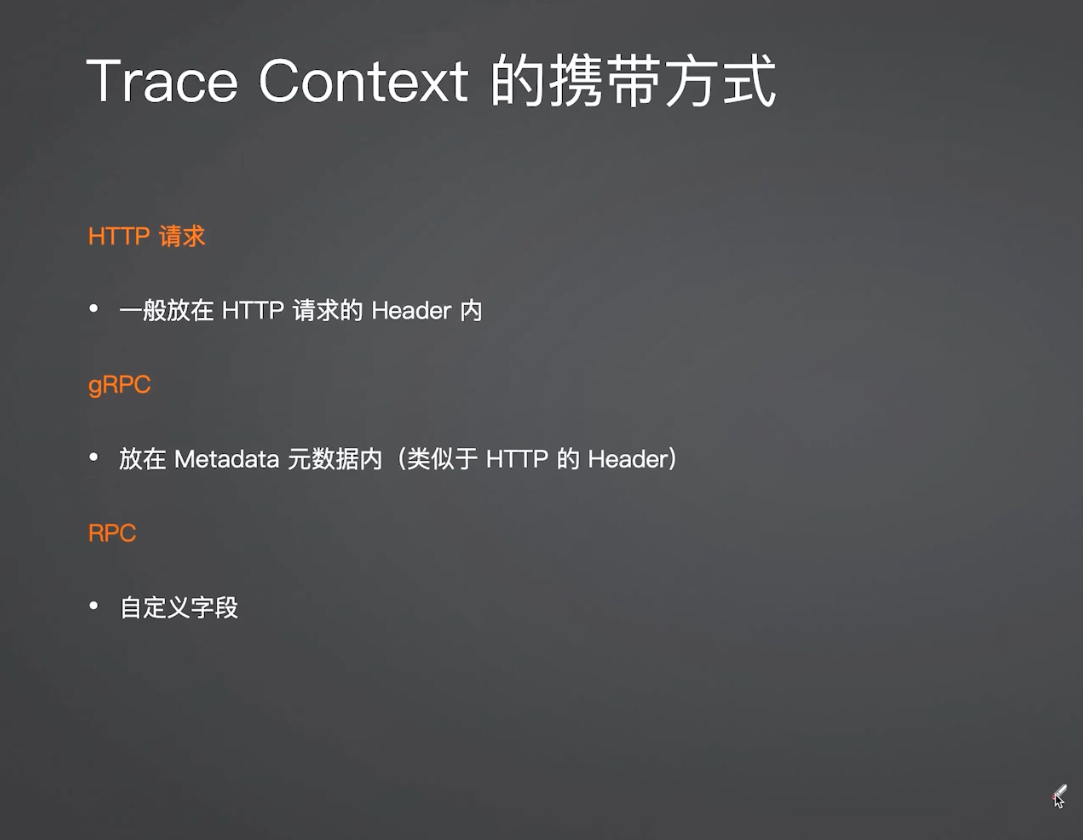 Trace Context 的携带方式
HTTP 请求
• 一般放在 HTTP 请求的 Header 内
gRPC
• 放在 Metadata 元数据内（类似于 HTTP 的 Header）
RPC
• 自定义字段